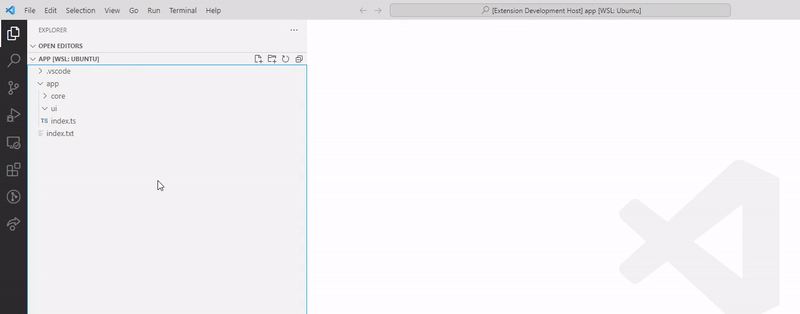 File Edit Selection View Go Run Terminal Help
[Extension Development Host] app [WSL: Ubuntu]
EXPLORER
OPEN EDITORS
APP [WSL: UBUNTU]
.vscode
app
core
ui
TS index.ts
index.txt